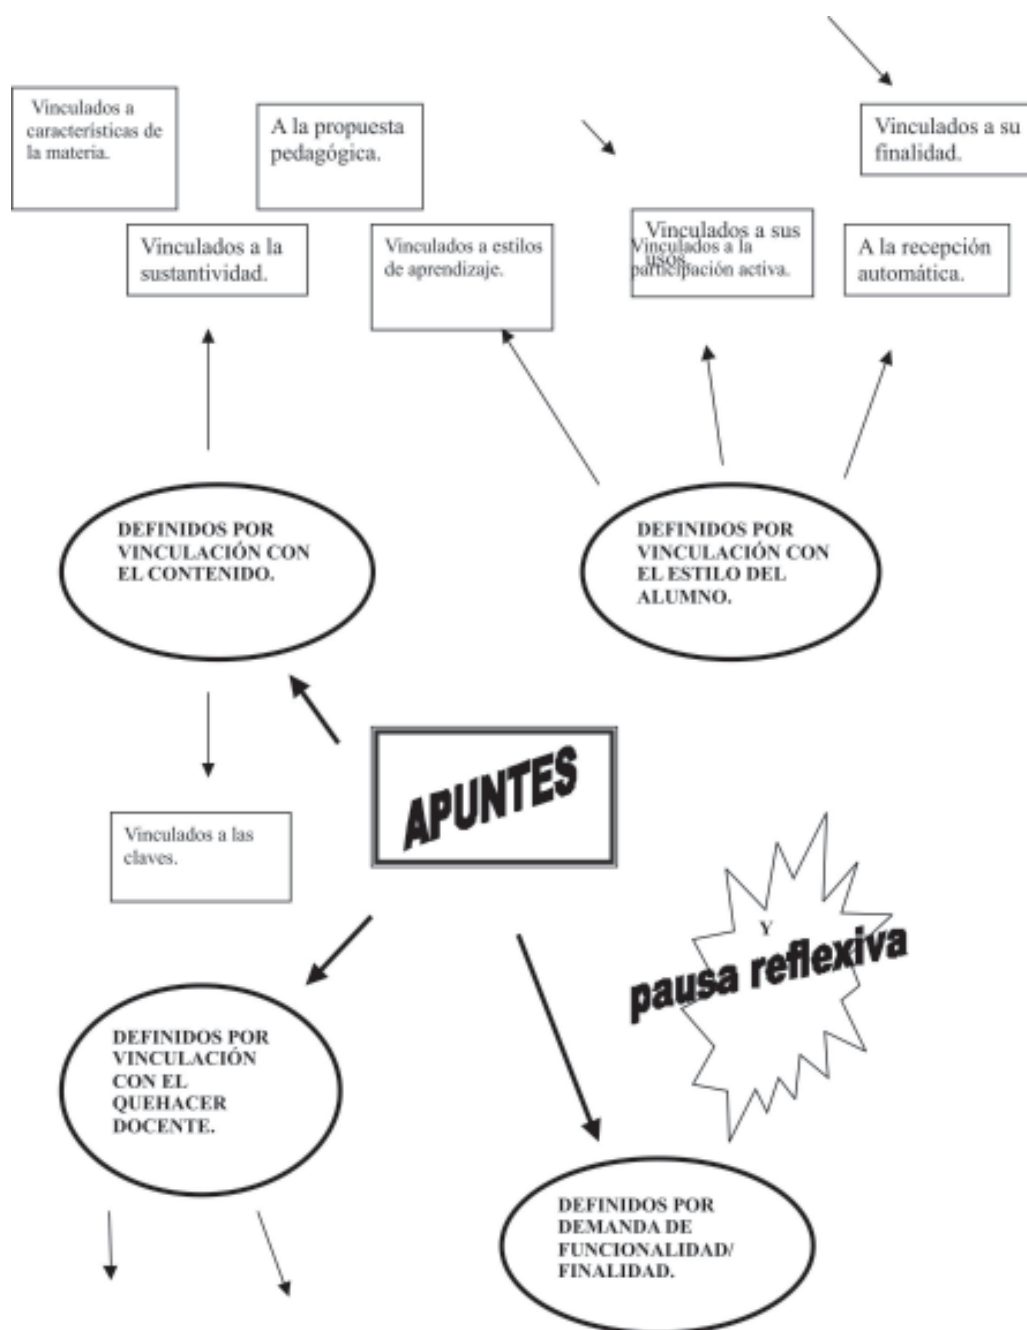 Vinculados a
características de
la materia.
A la propuesta
pedagógica.
Vinculados a su
finalidad.
Vinculados a la
sustantividad.
Vinculados a estilos
de aprendizaje.
Vinculados a sus
usos.
Vinculados a la
participación activa.
A la recepción
automática.
DEFINIDOS POR
VINCULACIÓN CON
EL CONTENIDO.
DEFINIDOS POR
VINCULACIÓN CON
EL ESTILO DEL
ALUMNO.
APUNTES
Vinculados a las
claves.
Y
pausa reflexiva
DEFINIDOS POR
VINCULACIÓN
CON EL
QUEHACER
DOCENTE.
DEFINIDOS POR
DEMANDA DE
FUNCIONALIDAD/
FINALIDAD.